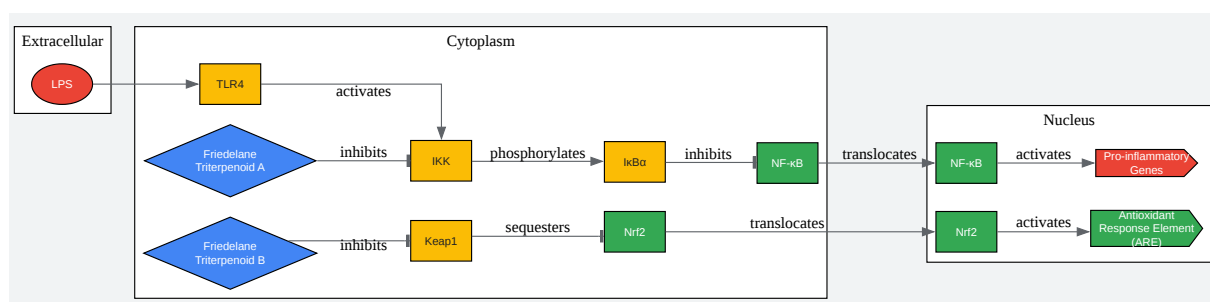 Extracellular
Cytoplasm
LPS
TLR4
activates
Nucleus
Friedelane
Triterpenoid A
inhibits
IKK
phosphorylates
IκBα
inhibits
NF-κB
translocates
NF-κB
activates
Pro-inflammatory
Genes
Friedelane
Triterpenoid B
inhibits
Keap1
sequesters
Nrf2
translocates
Nrf2
activates
Antioxidant
Response Element
(ARE)